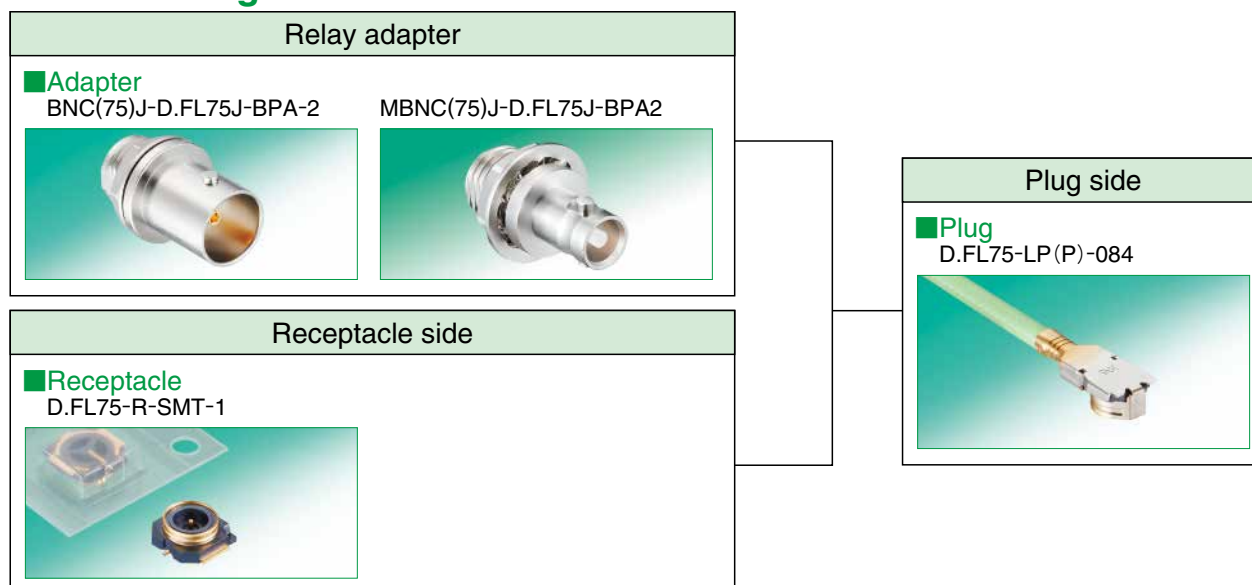 Relay adapter
■Adapter
BNC(75)J-D.FL75J-BPA-2
MBNC(75)J-D.FL75J-BPA2
Receptacle side
■Receptacle
D.FL75-R-SMT-1
Plug side
■Plug
D.FL75-LP(P)-084